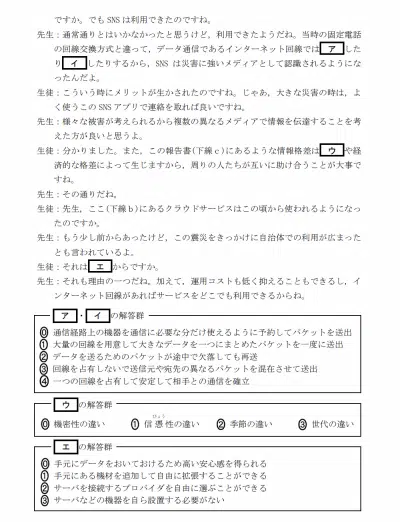 ですか。でも SNS は利用できたのですね。
先生：通常通りとはいかなかったと思うけど，利用できたようだね。当時の固定電話
の回線交換方式と違って，データ通信であるインターネット回線では ア した
り イ したりするから，SNS は災害に強いメディアとして認識されるようにな
ったんだよ。
生徒：こういう時にメリットが生かされたのですね。じゃあ，大きな災害の時は，よ
く使うこの SNS アプリで連絡を取れば良いですね。
先生：様々な被害が考えられるから複数の異なるメディアで情報を伝達することを考
えた方が良いと思うよ。
生徒：分かりました。また，この報告書(下線ｃ)にあるような情報格差は ウ や経
済的な格差によって生じますから，周りの人たちが互いに助け合うことが大事で
すね。
先生：その通りだね。
生徒：先生，ここ(下線ｂ)にあるクラウドサービスはこの頃から使われるようになっ
たのですか。
先生：もう少し前からあったけど，この震災をきっかけに自治体での利用が広まった
とも言われているよ。
生徒：それは エ からですか。
先生：それも理由の一つだね。加えて，運用コストも低く抑えることもできるし，イ
ンターネット回線があればサービスをどこでも利用できるからね。
ア ・ イ の解答群
⓪ 通信経路上の機器を通信に必要な分だけ使えるように予約してパケットを送出
① 大量の回線を用意して大きなデータを一つにまとめたパケットを一度に送出
② データを送るためのパケットが途中で欠落しても再送
③ 回線を占有しないで送信元や宛先の異なるパケットを混在させて送出
④ 一つの回線を占有して安定して相手との通信を確立
ウ の解答群
ぴょう
⓪ 機密性の違い ① 信憑性の違い ② 季節の違い ③ 世代の違い
エ の解答群
⓪ 手元にデータをおいておけるため高い安心感を得られる
① 手元にある機材を追加して自由に拡張することができる
② サーバを接続するプロバイダを自由に選ぶことができる
③ サーバなどの機器を自ら設置する必要がない